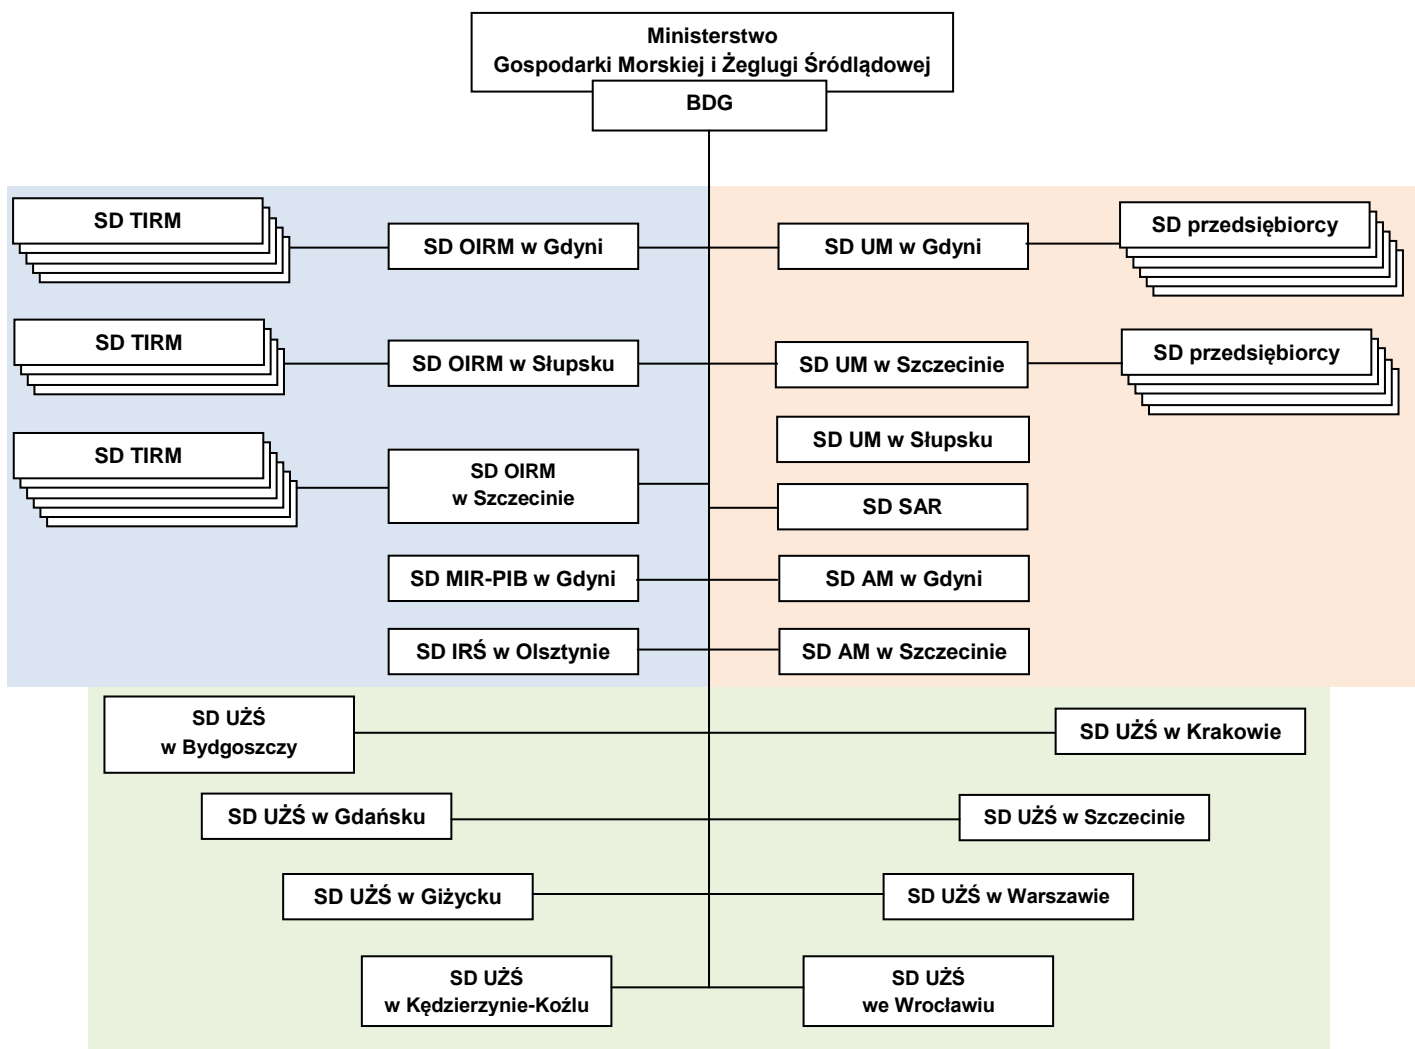 Ministerstwo
Gospodarki Morskiej i Żeglugi Śródlądowej
BDG
SD TIRM
SD OIRM w Gdyni
SD UM w Gdyni
SD przedsiębiorcy
SD TIRM
SD OIRM w Słupsku
SD UM w Szczecinie
SD przedsiębiorcy
SD UM w Słupsku
SD TIRM
SD OIRM
w Szczecinie
SD SAR
SD MIR-PIB w Gdyni
SD AM w Gdyni
SD IRŚ w Olsztynie
SD AM w Szczecinie
SD UŻŚ
w Bydgoszczy
SD UŻŚ w Krakowie
SD UŻŚ w Gdańsku
SD UŻŚ w Szczecinie
SD UŻŚ w Giżycku
SD UŻŚ w Warszawie
SD UŻŚ
w Kędzierzynie-Koźlu
SD UŻŚ
we Wrocławiu